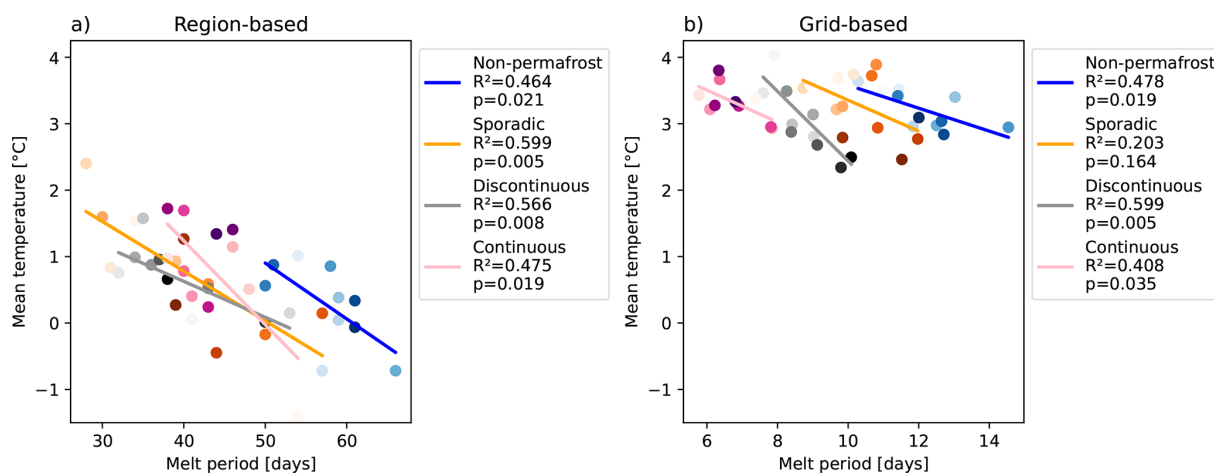 a)
Region-based
Mean temperature [°C]
4
3
2
1
0
−1
30
40
50
60
Melt period [days]
Non-permafrost
R²=0.464
p=0.021
Sporadic
R²=0.599
p=0.005
Discontinuous
R²=0.566
p=0.008
Continuous
R²=0.475
p=0.019
b)
Grid-based
Mean temperature [°C]
4
3
2
1
0
−1
6
8
10
12
14
Melt period [days]
Non-permafrost
R²=0.478
p=0.019
Sporadic
R²=0.203
p=0.164
Discontinuous
R²=0.599
p=0.005
Continuous
R²=0.408
p=0.035